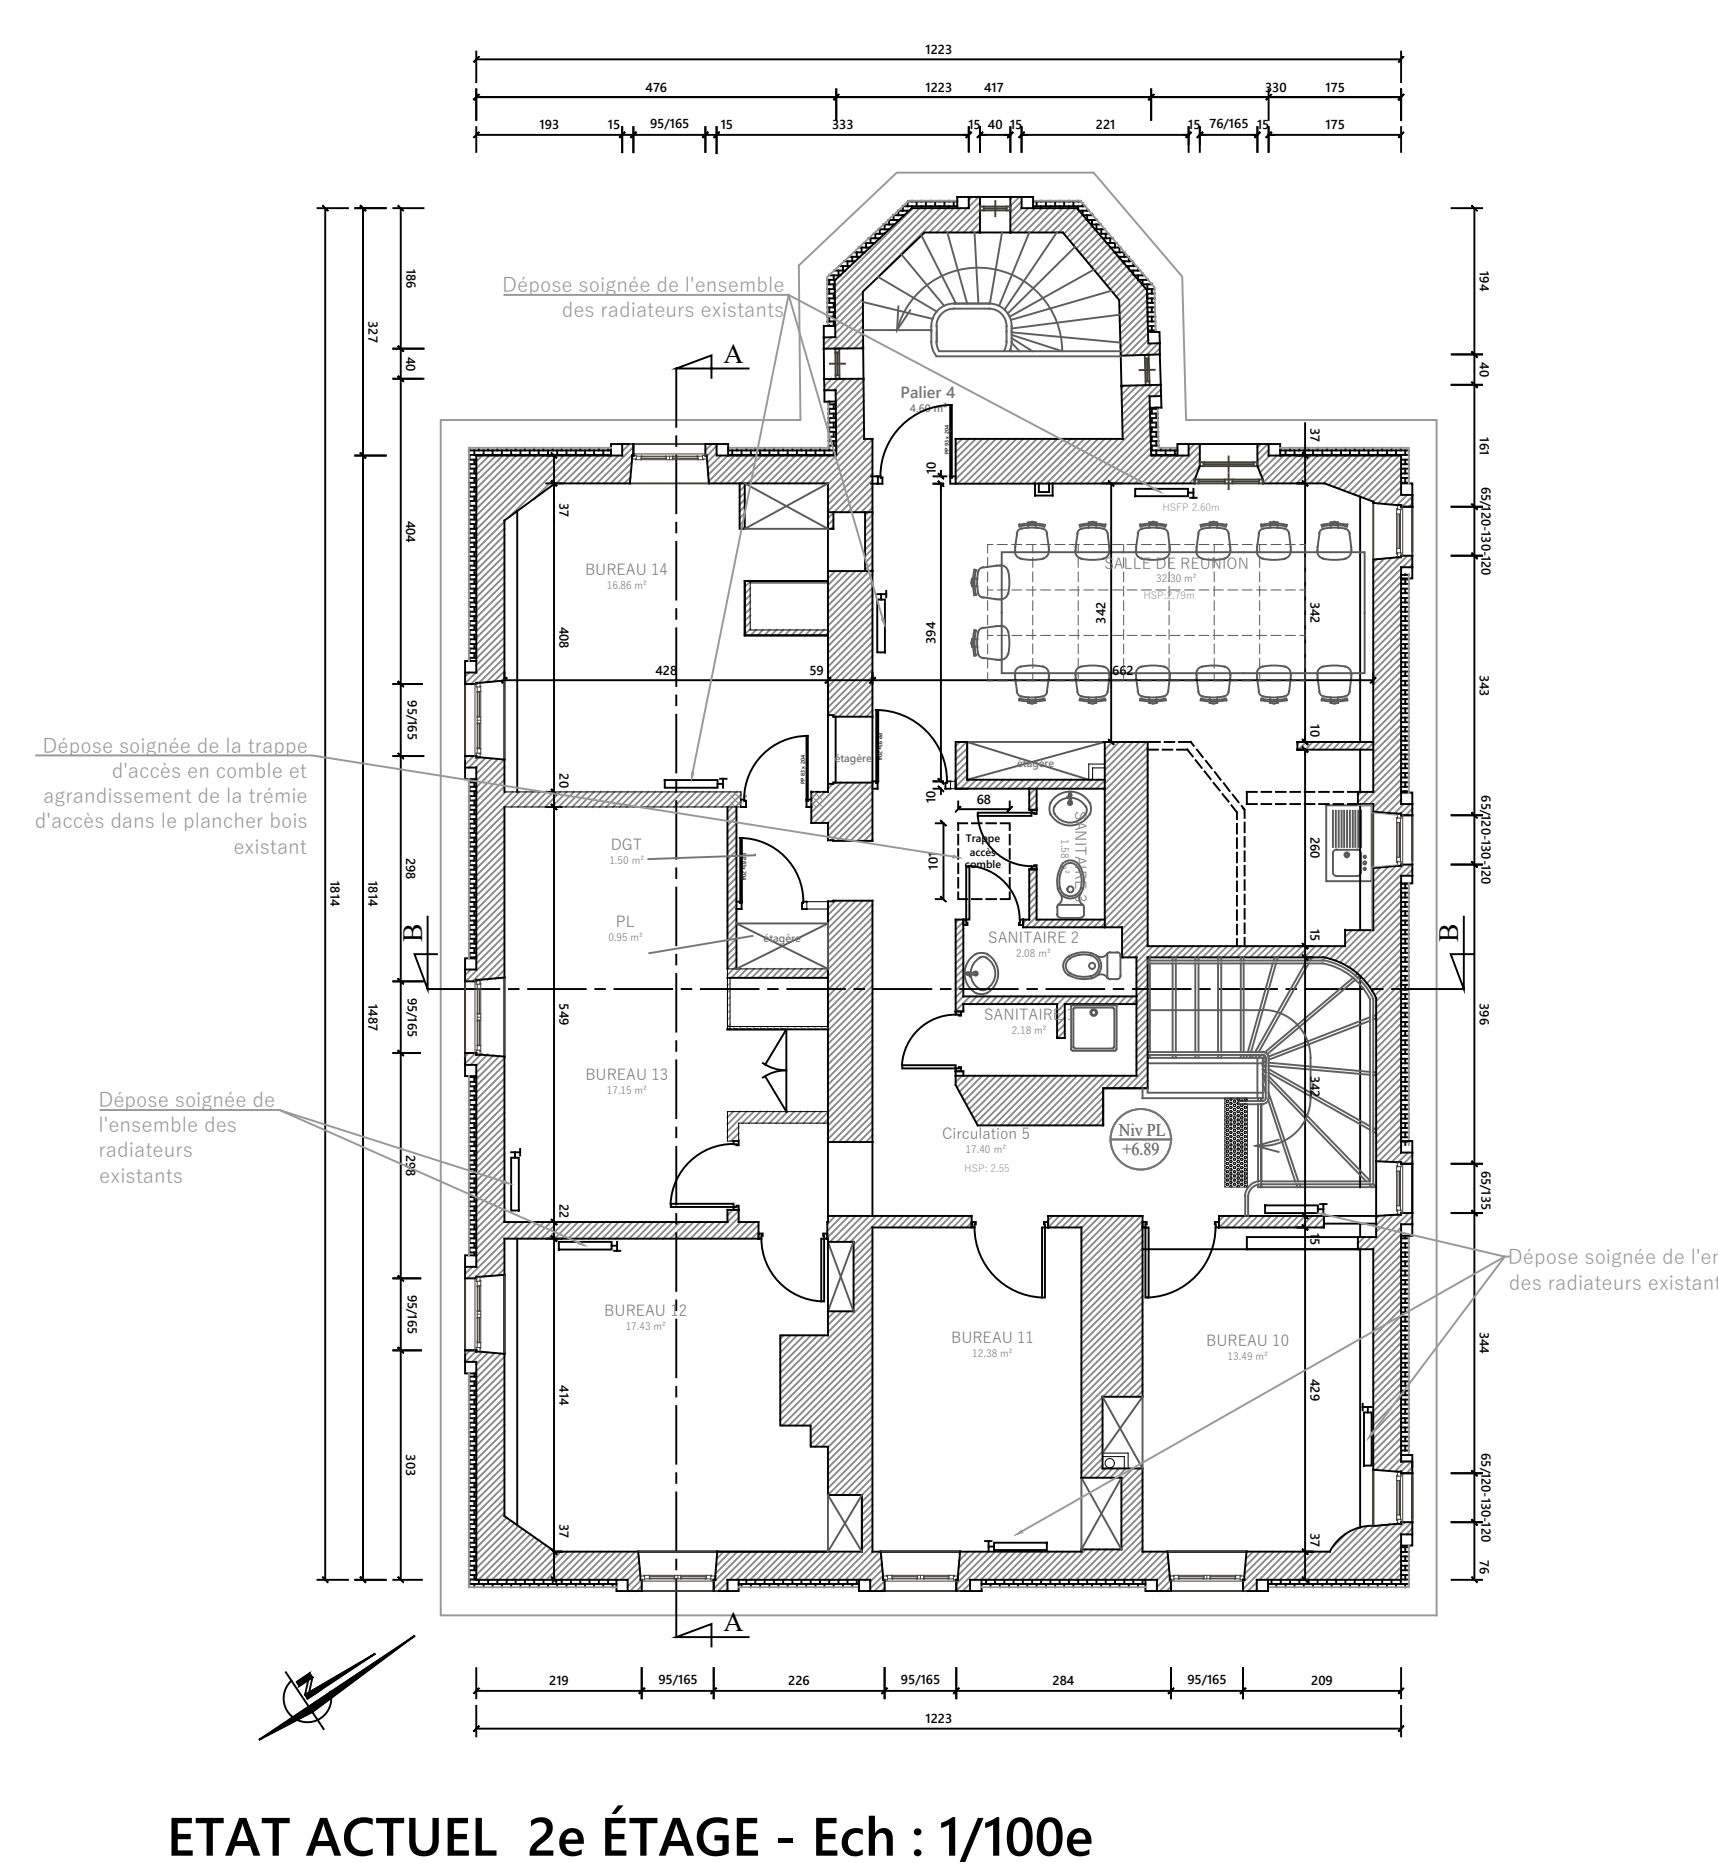 1223
476
1223
417
330
175
193
15
95/165
15
333
15
40
15
221
15
76/165
15
175
Dépose soignée de l'ensemble
des radiateurs existants
A
Palier 4
4.60 m²
186
327
40
404
95/165
298
1814
1814
B
95/165
1487
298
95/165
303
194
40
161
65/120-130-120
343
65/120-130-120
B
396
65/135
344
65/120-130-120
76
37
10
37
HSFP 2.60m
BUREAU 14
16.86 m²
SALLE DE REUNION
32.30 m²
HSP:2.79m
408
394
342
342
428
59
662
10
20
étagère
étagère
Dépose soignée de la trappe
d'accès en comble et
agrandissement de la trémie
d'accès dans le plancher bois
existant
10
68
Trappe
accès
comble
101
1.58
260
DGT
1.50 m²
PL
0.95 m²
étagère
15
SANITAIRE 2
2.08 m²
SANITAIRE
2.18 m²
549
BUREAU 13
17.15 m²
342
Dépose soignée de
l'ensemble des
radiateurs
existants
Circulation 5
17.40 m²
HSP: 2.55
Niv PL
+6.89
22
15
Dépose soignée de l'e
des radiateurs existant
BUREAU 12
17.43 m²
BUREAU 11
12.38 m²
BUREAU 10
13.49 m²
414
429
37
37
A
N
219
95/165
226
95/165
284
95/165
209
1223
ETAT ACTUEL 2e ÉTAGE - Ech : 1/100e